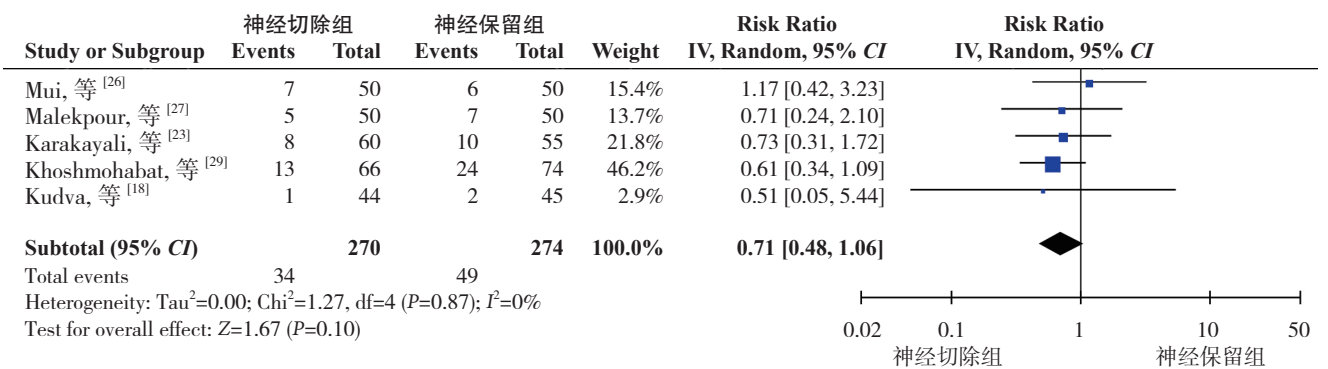 神经切除组 神经保留组 Risk Ratio Risk Ratio
Study or Subgroup Events Total Events Total Weight IV, Random, 95% CI IV, Random, 95% CI
Mui, 等 [26] 7 50 6 50 15.4% 1.17 [0.42, 3.23]
Malekpour, 等 [27] 5 50 7 50 13.7% 0.71 [0.24, 2.10]
Karakayali, 等 [23] 8 60 10 55 21.8% 0.73 [0.31, 1.72]
Khoshmohabat, 等 [29] 13 66 24 74 46.2% 0.61 [0.34, 1.09]
Kudva, 等 [18] 1 44 2 45 2.9% 0.51 [0.05, 5.44]
Subtotal (95% CI) 270 274 100.0% 0.71 [0.48, 1.06]
Total events 34 49
Heterogeneity: Tau²=0.00; Chi²=1.27, df=4 (P=0.87); I²=0%
Test for overall effect: Z=1.67 (P=0.10)
0.02 0.1 1 10 50
神经切除组 神经保留组